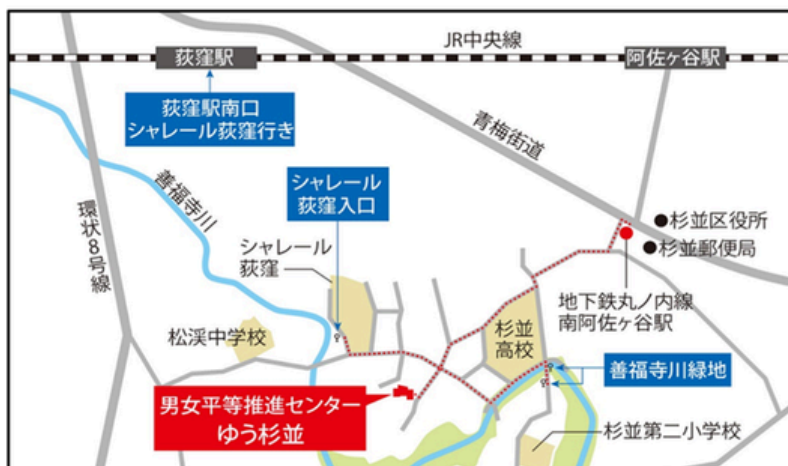 JR中央線
荻窪駅
阿佐ヶ谷駅
荻窪駅南口
シャレール荻窪行き
青梅街道
善福寺川
シャレール
荻窪入口
環状8号線
杉並区役所
シャレール
荻窪
杉並郵便局
地下鉄丸ノ内線
南阿佐ヶ谷駅
松渓中学校
杉並
高校
善福寺川緑地
男女平等推進センター
ゆう杉並
杉並第二小学校